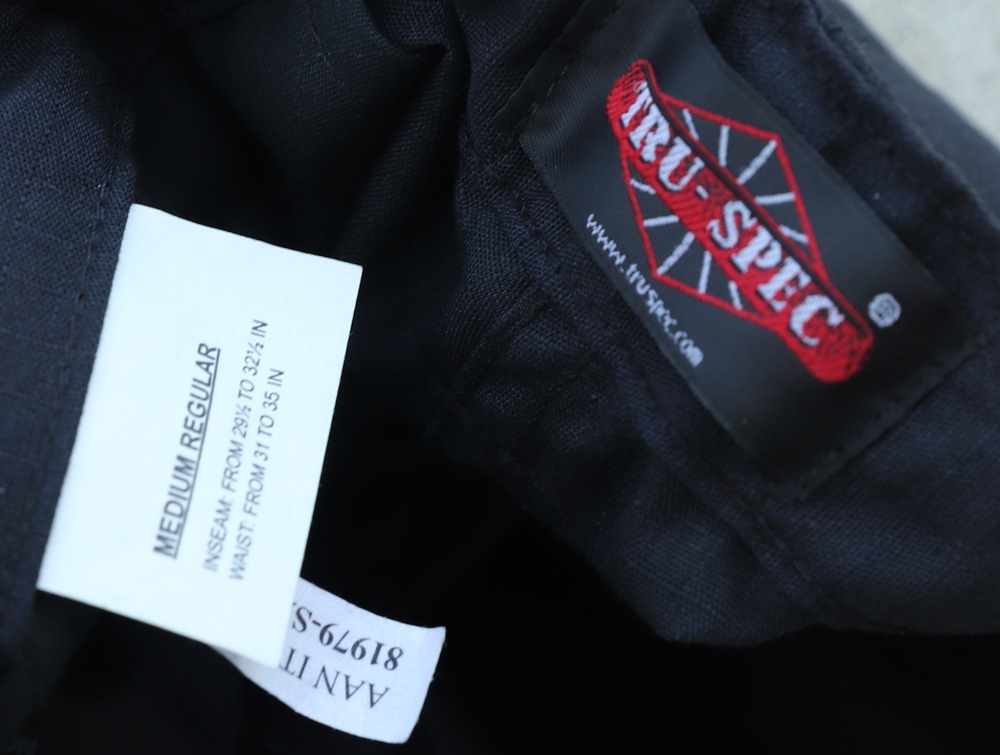 TRU-SPEC
®
www.truspec.com
MEDIUM REGULAR
INSEAM: FROM 29½ TO 32½ IN
WAIST: FROM 31 TO 35 IN
AAN IT
81979-S